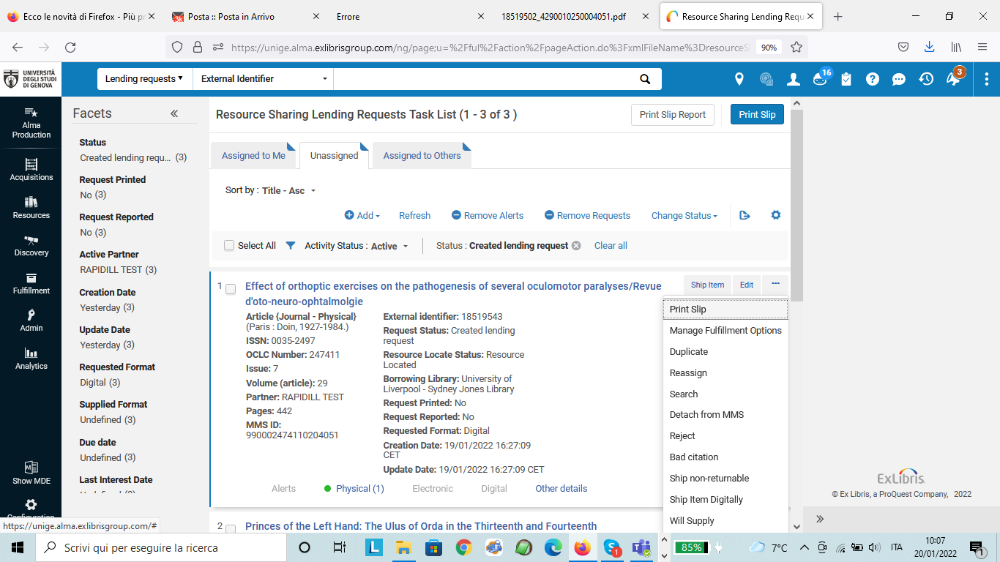 Ecco le novità di Firefox - Più pr
Posta :: Posta in Arrivo
Errore
18519502_4290010250004051.pdf
Resource Sharing Lending Requ
https://unige.alma.exlibrisgroup.com/ng/page;u=%2Fful%2Faction%2FpageAction.do%3FxmlFileName%3DresourceS
90%
UNIVERSITÀ
DEGLI STUDI
DI GENOVA
Lending requests
External Identifier
16
3
Alma
Production
Acquisitions
Resources
Discovery
Fulfillment
Admin
Analytics
Show MDE
Configuration
Facets
Status
Created lending requ... (3)
Request Printed
No (3)
Request Reported
No (3)
Active Partner
RAPIDILL TEST (3)
Creation Date
Yesterday (3)
Update Date
Yesterday (3)
Requested Format
Digital (3)
Supplied Format
Undefined (3)
Due date
Undefined (3)
Last Interest Date
Undefined (3)
Resource Sharing Lending Requests Task List (1 - 3 of 3 )
Print Slip Report
Print Slip
Assigned to Me
Unassigned
Assigned to Others
Sort by : Title - Asc
Add
Refresh
Remove Alerts
Remove Requests
Change Status
Select All
Activity Status : Active
Status : Created lending request
Clear all
1
Effect of orthoptic exercises on the pathogenesis of several oculomotor paralyses/Revue
d'oto-neuro-ophtalmolgie
Ship Item
Edit
Article {Journal - Physical}
(Paris : Doin, 1927-1984.)
ISSN: 0035-2497
OCLC Number: 247411
Issue: 7
Volume (article): 29
Partner: RAPIDILL TEST
Pages: 442
MMS ID:
990002474110204051
External identifier: 18519543
Request Status: Created lending
request
Resource Locate Status: Resource
Located
Borrowing Library: University of
Liverpool - Sydney Jones Library
Request Printed: No
Request Reported: No
Requested Format: Digital
Creation Date: 19/01/2022 16:27:09
CET
Update Date: 19/01/2022 16:27:09 CET
Alerts
Physical (1)
Electronic
Digital
Other details
Print Slip
Manage Fulfillment Options
Duplicate
Reassign
Search
Detach from MMS
Reject
Bad citation
Ship non-returnable
Ship Item Digitally
Will Supply
2
Princes of the Left Hand: The Ulus of Orda in the Thirteenth and Fourteenth
ExLibris
© Ex Libris, a ProQuest Company, 2022
https://unige.alma.exlibrisgroup.com/#
Scrivi qui per eseguire la ricerca
85%
7°C
ITA
10:07
20/01/2022
1